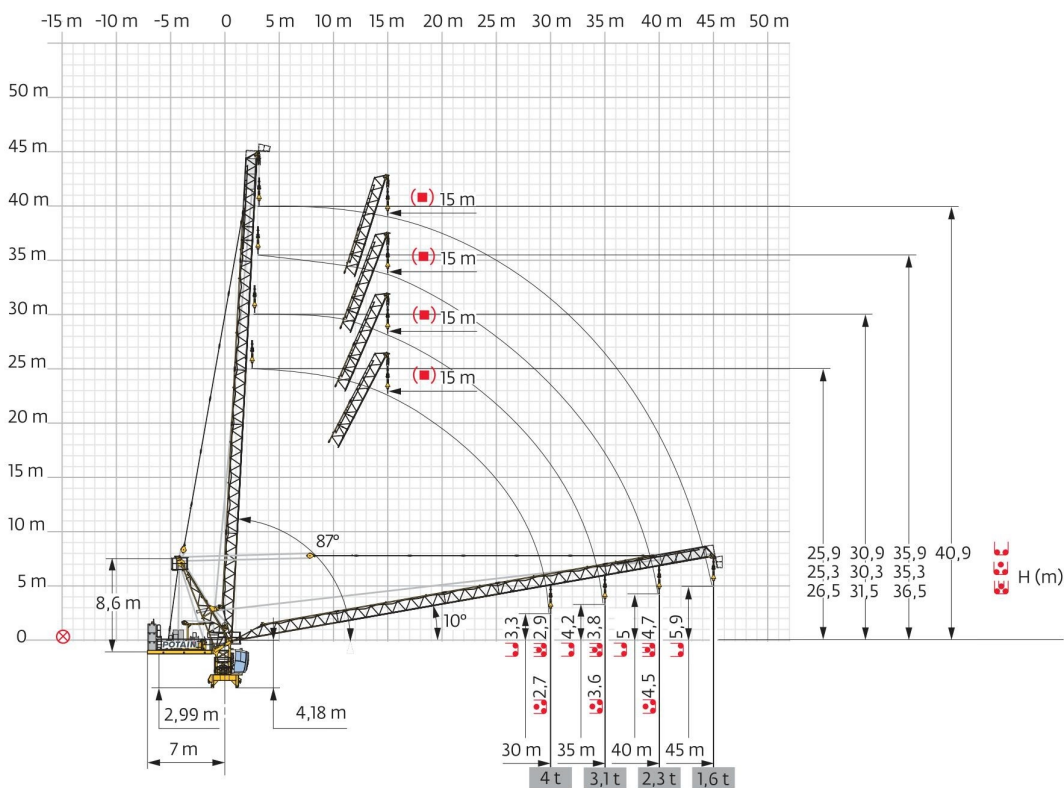 -15 m -10 m -5 m 0 5 m 10 m 15 m 20 m 25 m 30 m 35 m 40 m 45 m 50 m
50 m
45 m
40 m
35 m
30 m
25 m
20 m
15 m
10 m
5 m
0
15 m
15 m
15 m
15 m
87°
10°
8,6 m
POTAIN
2,99 m
4,18 m
7 m
25,9 30,9 35,9 40,9
25,3 30,3 35,3
26,5 31,5 36,5
H (m)
3,3 2,9 4,2 3,8 5 4,7 5,9
2,7 3,6 4,5
30 m 35 m 40 m 45 m
4 t 3,1 t 2,3 t 1,6 t